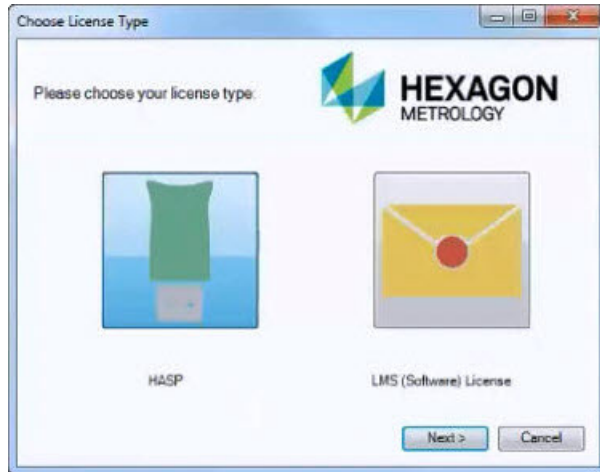 Choose License Type
Please choose your license type:
HEXAGON
METROLOGY
HASP
LMS (Software) License
Next >
Cancel